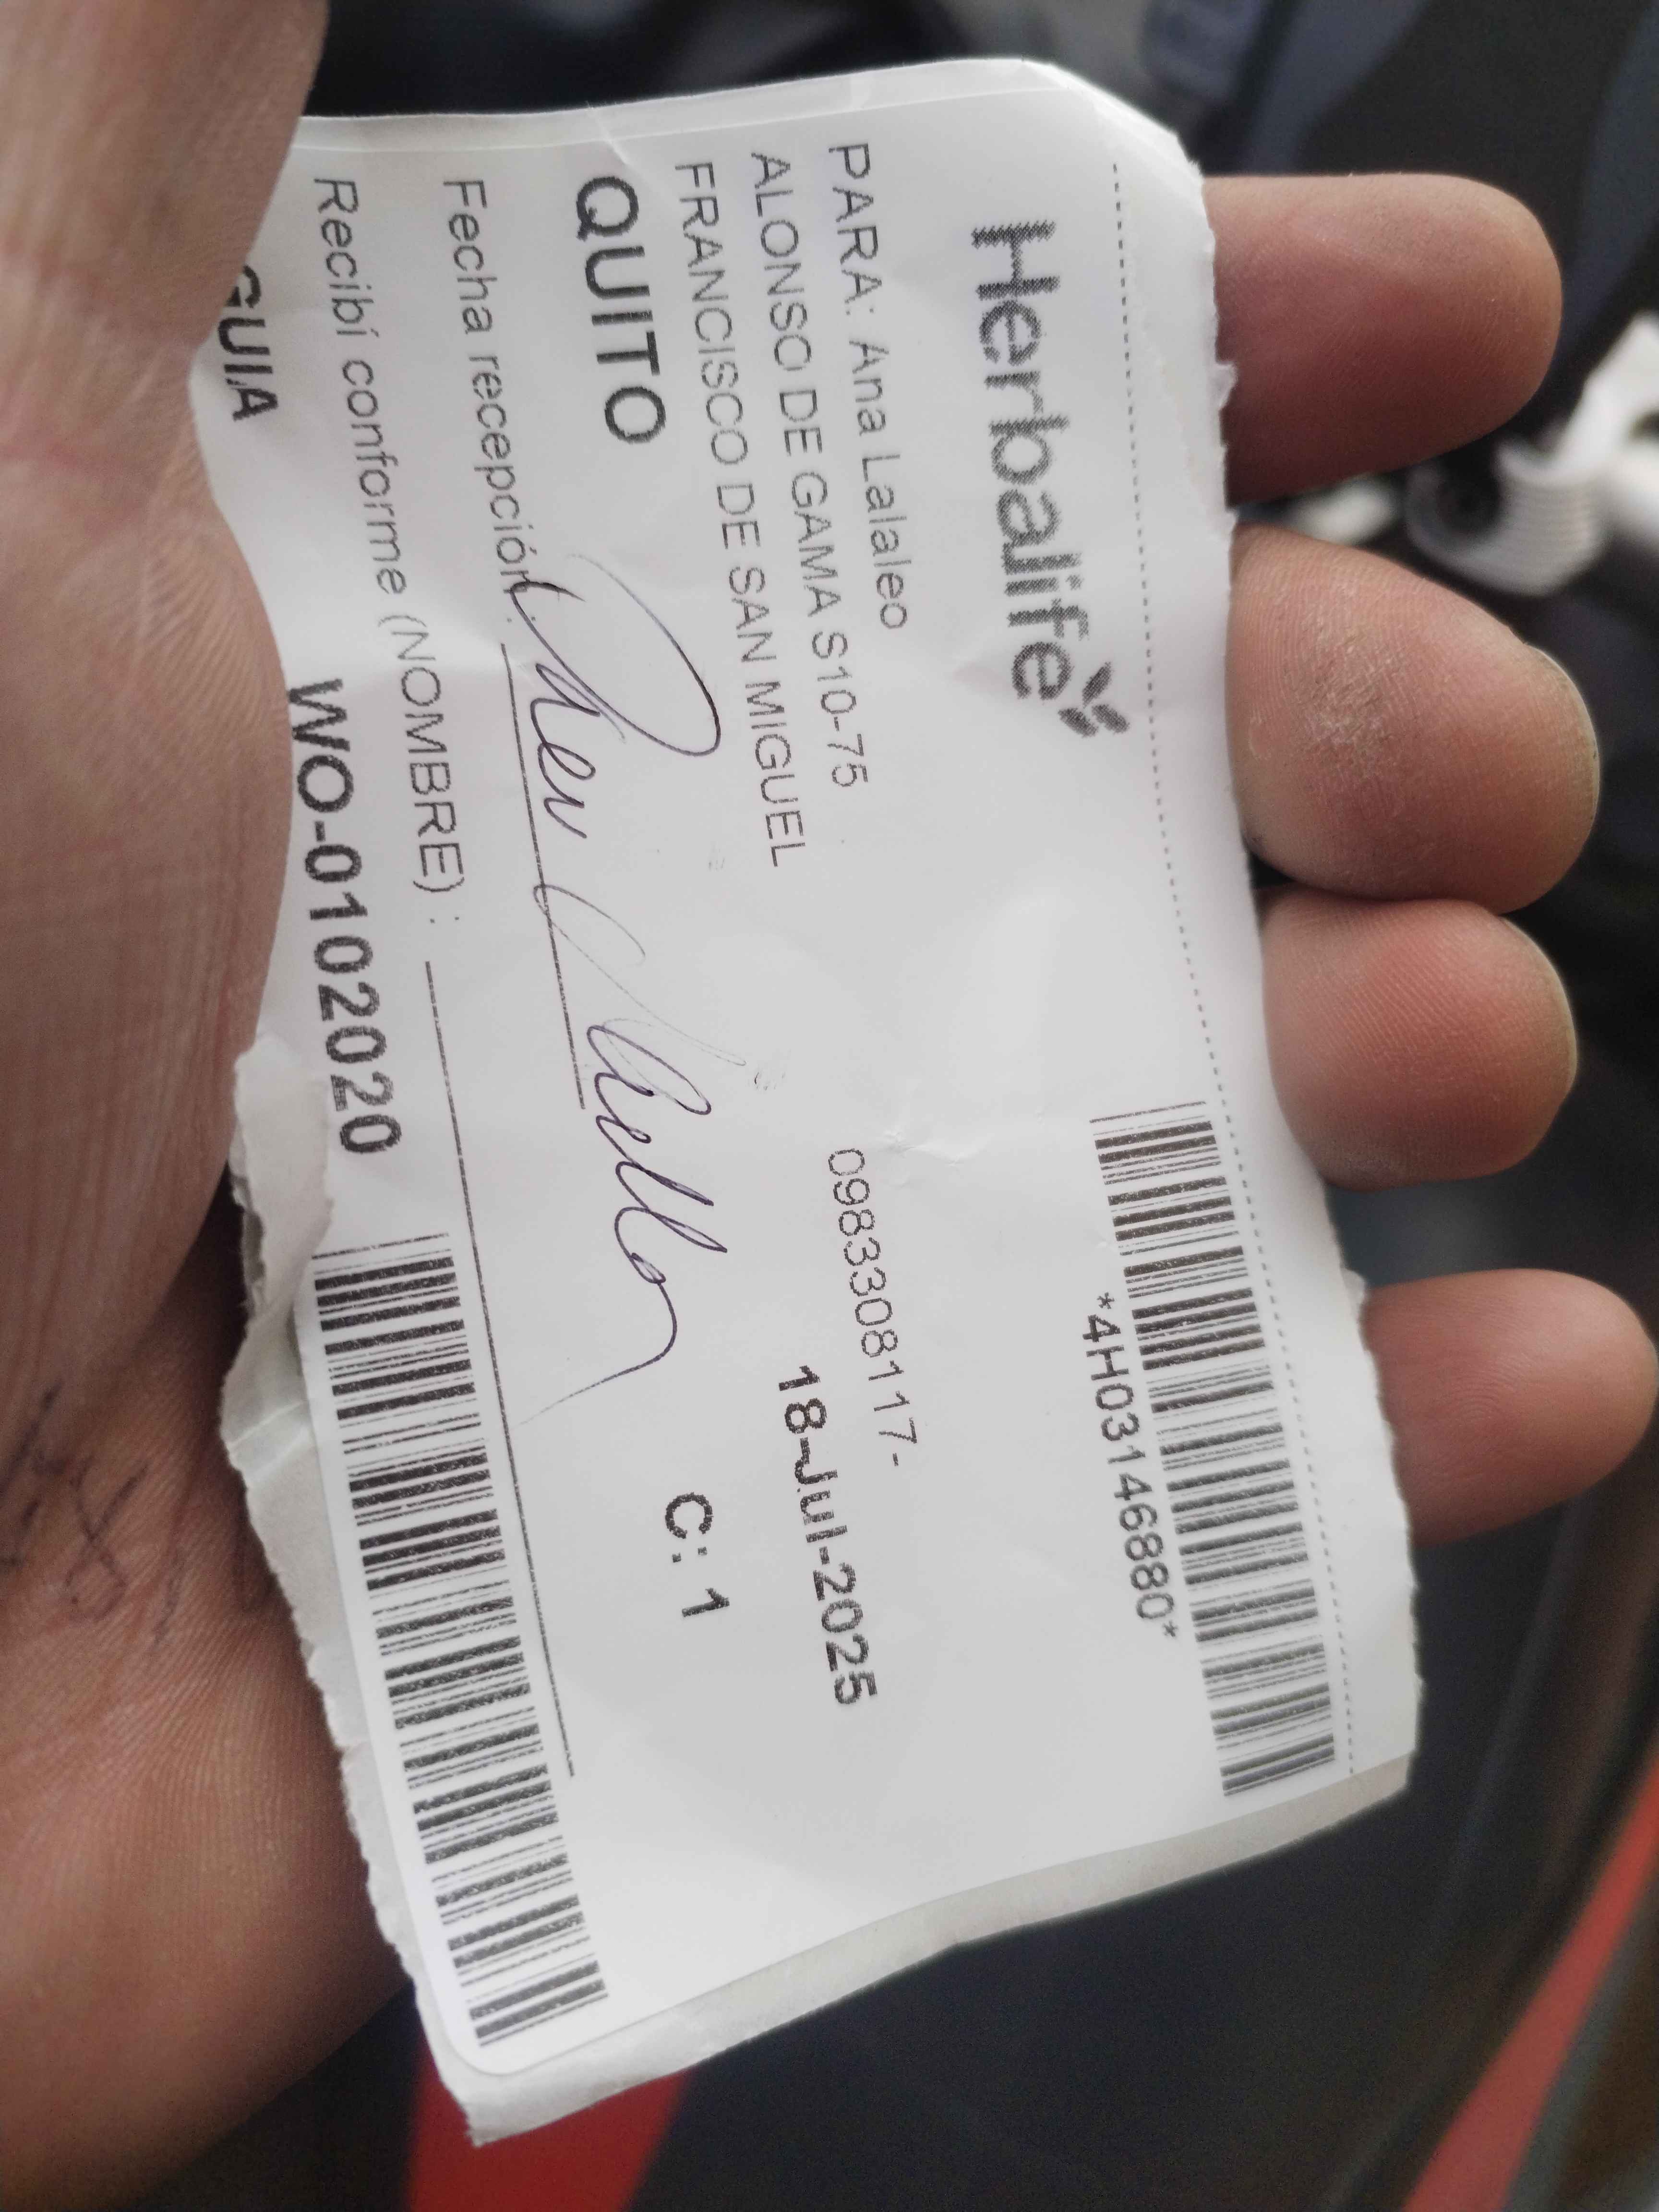 Herbalife
*4H03146880*
PARA: Ana Lalaleo
0983308117-
ALONSO DE GAMA S10-75
18-Jul-2025
FRANCISCO DE SAN MIGUEL
QUITO
C: 1
Fecha recepción:
Recibí conforme (NOMBRE) :
GUIA
WO-0102020